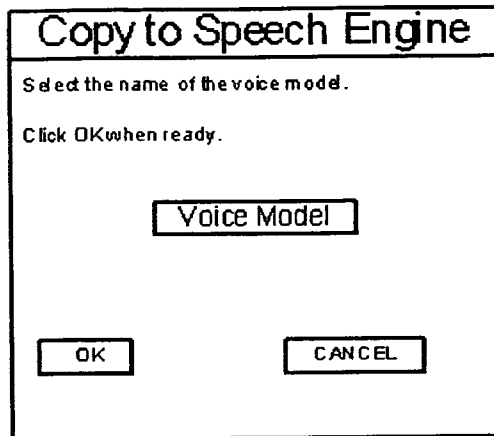 Copy to Speech Engine
Select the name of the voice model.
Click OK when ready.
Voice Model
OK
CANCEL